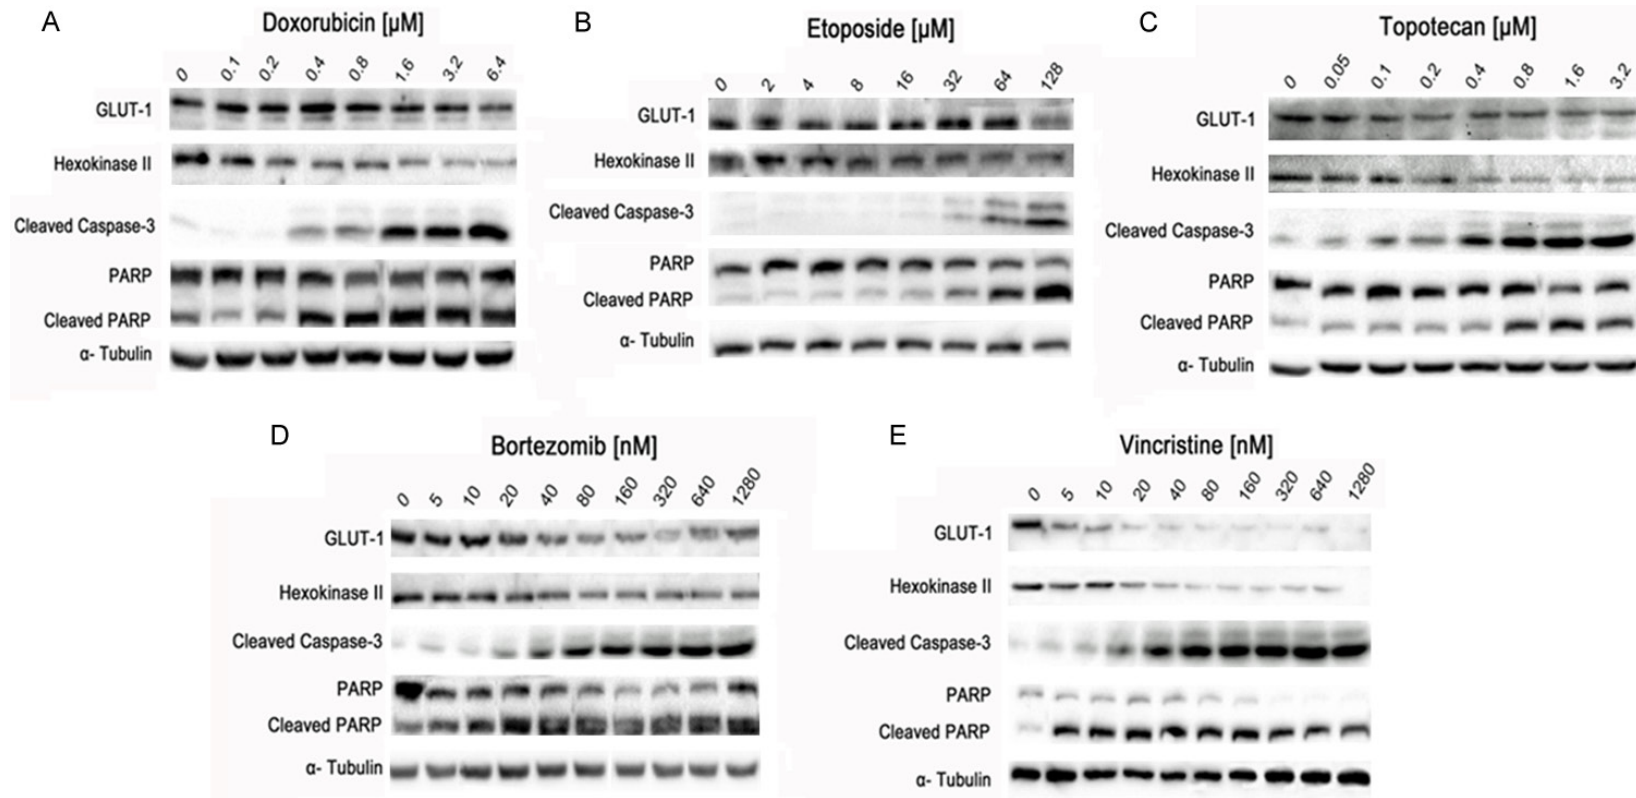 A
Doxorubicin [µM]
0 0.1 0.2 0.4 0.8 1.6 3.2 6.4
GLUT-1
Hexokinase II
Cleaved Caspase-3
PARP
Cleaved PARP
α- Tubulin
B
Etoposide [µM]
0 2 4 8 16 32 64 128
GLUT-1
Hexokinase II
Cleaved Caspase-3
PARP
Cleaved PARP
α- Tubulin
C
Topotecan [µM]
0 0.05 0.1 0.2 0.4 0.8 1.6 3.2
GLUT-1
Hexokinase II
Cleaved Caspase-3
PARP
Cleaved PARP
α- Tubulin
D
Bortezomib [nM]
0 5 10 20 40 80 160 320 640 1280
GLUT-1
Hexokinase II
Cleaved Caspase-3
PARP
Cleaved PARP
α- Tubulin
E
Vincristine [nM]
0 5 10 20 40 80 160 320 640 1280
GLUT-1
Hexokinase II
Cleaved Caspase-3
PARP
Cleaved PARP
α- Tubulin